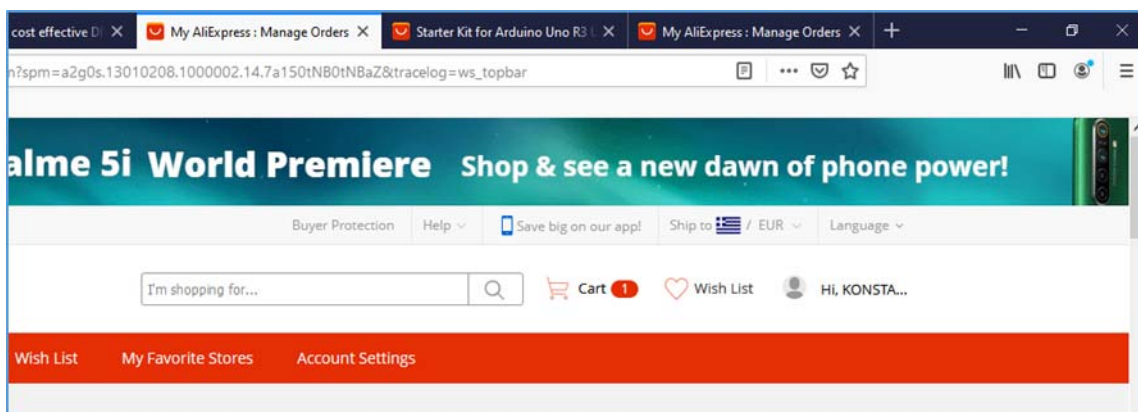 cost effective D
My AliExpress : Manage Orders
Starter Kit for Arduino Uno R3
My AliExpress : Manage Orders
n?spm=a2g0s.13010208.1000002.14.7a150tNB0tNBaZ&tracelog=ws_topbar
alme 5i World Premiere Shop & see a new dawn of phone power!
Buyer Protection Help Save big on our app! Ship to / EUR Language
I'm shopping for... Cart 1 Wish List Hi, KONSTA...
Wish List My Favorite Stores Account Settings